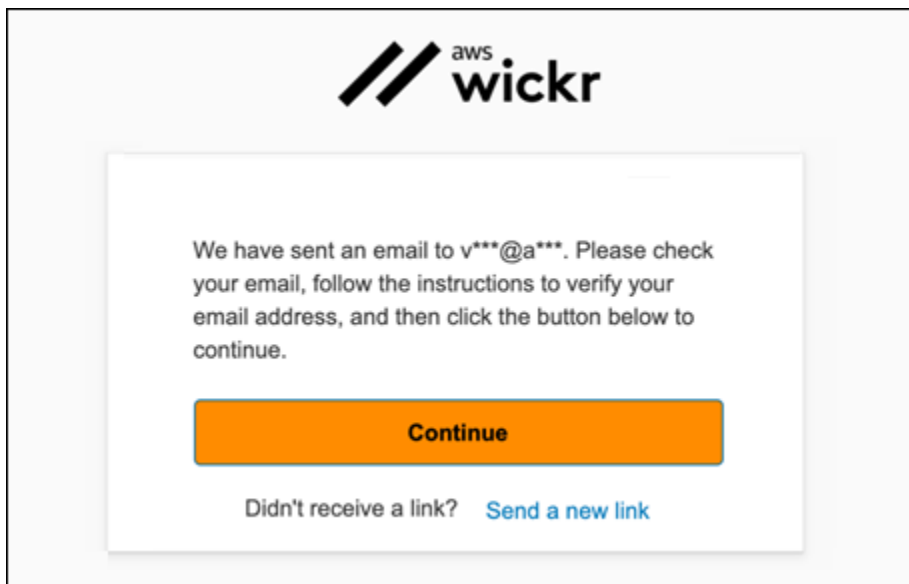 aws
wickr
We have sent an email to v***@a***. Please check
your email, follow the instructions to verify your
email address, and then click the button below to
continue.
Continue
Didn't receive a link? Send a new link